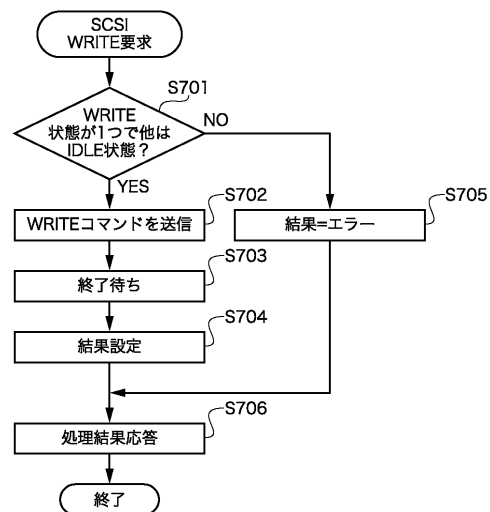 SCSI
WRITE要求
S701
WRITE
状態が1つで他は
IDLE状態?
NO
YES
S702
WRITEコマンドを送信
S705
結果=エラー
S703
終了待ち
S704
結果設定
S706
処理結果応答
終了